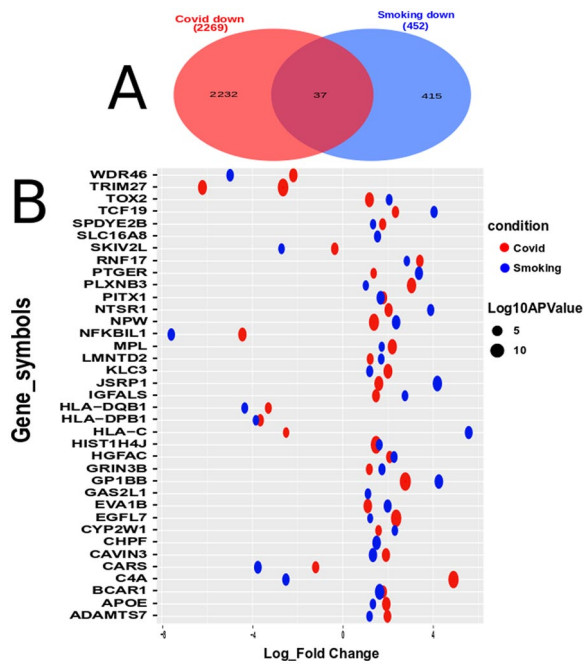 Covid down
(2269)
Smoking down
(452)
A
2232
37
415
B
WDR46
TRIM27
TOX2
TCF19
SPDYE2B
SLC16A8
SKIV2L
RNF17
PTGER
PLXNB3
PITX1
NTSR1
NPW
NFKBIL1
MPL
LMNTD2
KLC3
JSRP1
IGFALS
HLA-DQB1
HLA-DPB1
HLA-C
HIST1H4J
HGFAC
GRIN3B
GP1BB
GAS2L1
EVA1B
EGFL7
CYP2W1
CHPF
CAVIN3
CARS
C4A
BCAR1
APOE
ADAMTS7
Gene_symbols
-8
-4
0
4
Log_Fold Change
condition
Covid
Smoking
Log10APValue
5
10